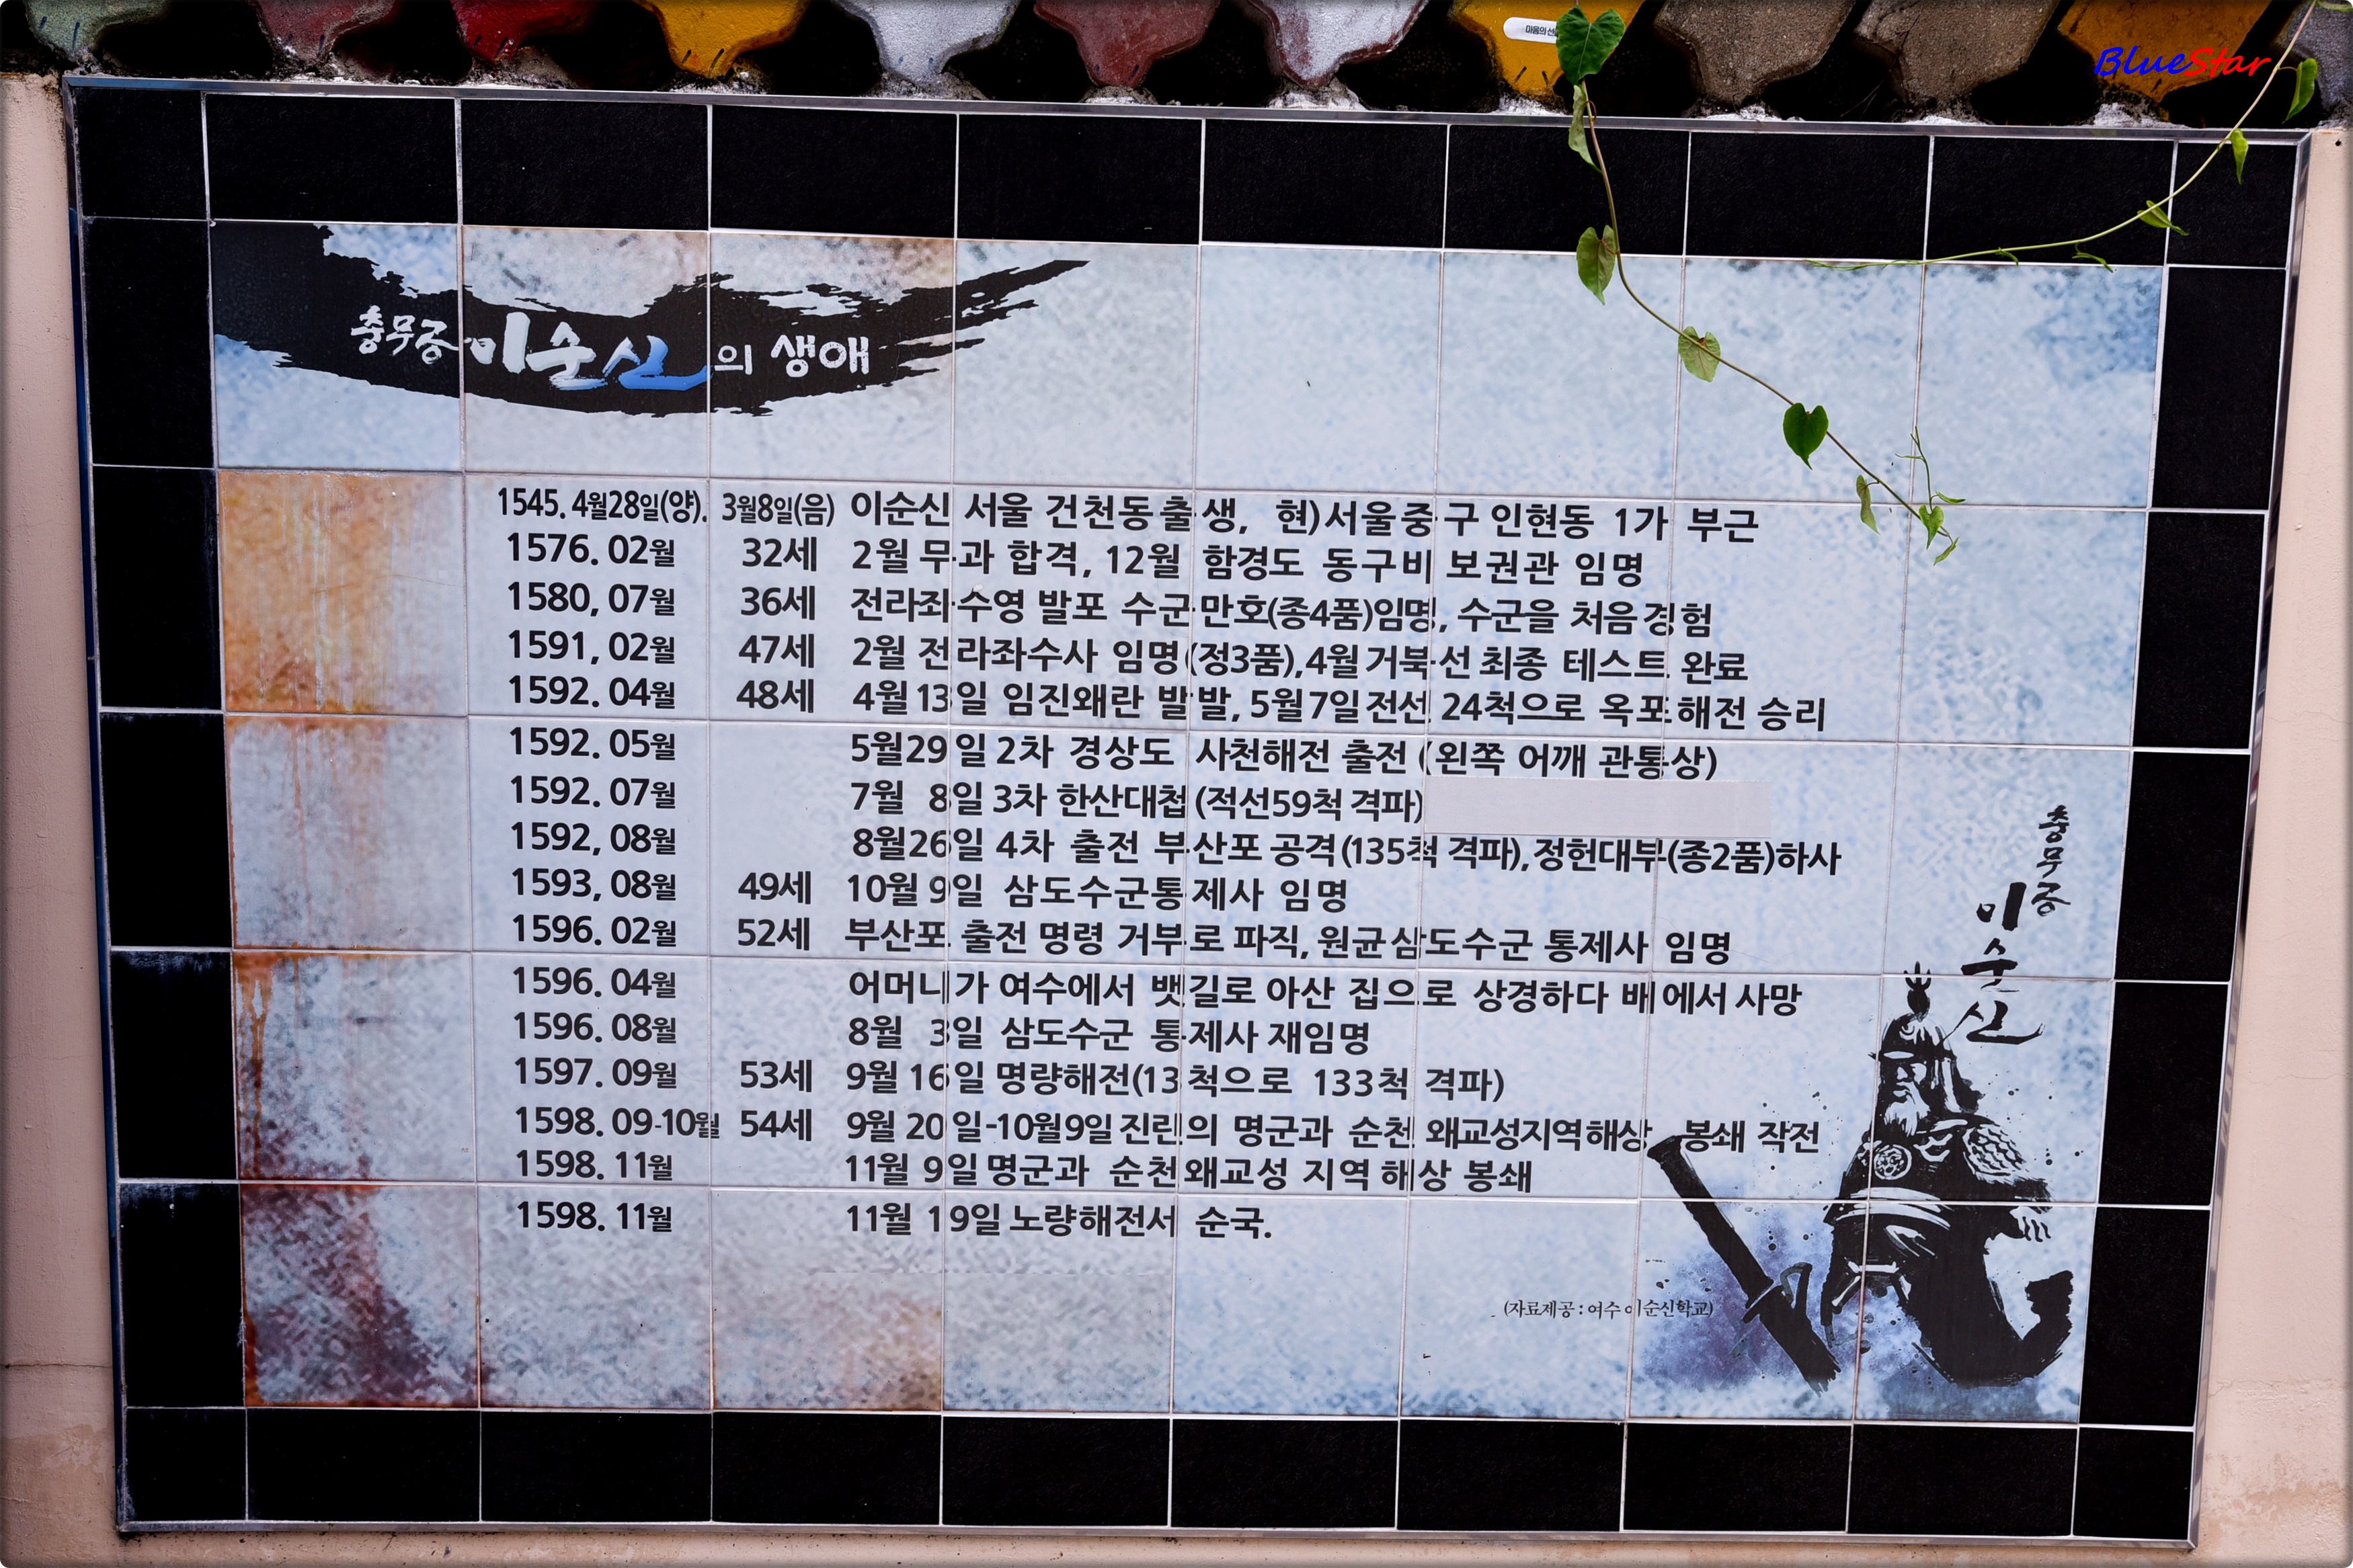 마음의 선
BlueStar
충무공 이순신의 생애
1545. 4월28일(양). 3월8일(음) 이순신 서울 건천동 출생, 현)서울중구 인현동 1가 부근
1576. 02월 32세 2월 무과 합격, 12월 함경도 동구비 보권관 임명
1580, 07월 36세 전라좌수영 발포 수군만호(종4품)임명, 수군을 처음경험
1591, 02월 47세 2월 전라좌수사 임명(정3품),4월거북선 최종 테스트 완료
1592. 04월 48세 4월 13일 임진왜란 발발, 5월7일전선 24척으로 옥포해전 승리
1592. 05월 5월29일 2차 경상도 사천해전 출전 (왼쪽 어깨 관통상)
1592. 07월 7월 8일 3차 한산대첩 (적선59척 격파)
1592, 08월 8월26일 4차 출전 부산포 공격(135척 격파),정헌대부(종2품)하사
1593, 08월 49세 10월 9일 삼도수군통제사 임명
1596. 02월 52세 부산포 출전 명령 거부로 파직, 원균삼도수군 통제사 임명
1596. 04월 어머니가 여수에서 뱃길로 아산 집으로 상경하다 배에서 사망
1596. 08월 8월 3일 삼도수군 통제사 재임명
1597. 09월 53세 9월 16일 명량해전(13척으로 133척 격파)
1598. 09-10월 54세 9월 20일-10월9일 진린의 명군과 순천 왜교성지역해상 봉쇄 작전
1598. 11월 11월 9일 명군과 순천왜교성 지역 해상 봉쇄
1598. 11월 11월 19일 노량해전서 순국.
충무공
이순신
(자료제공 : 여수 이순신학교)